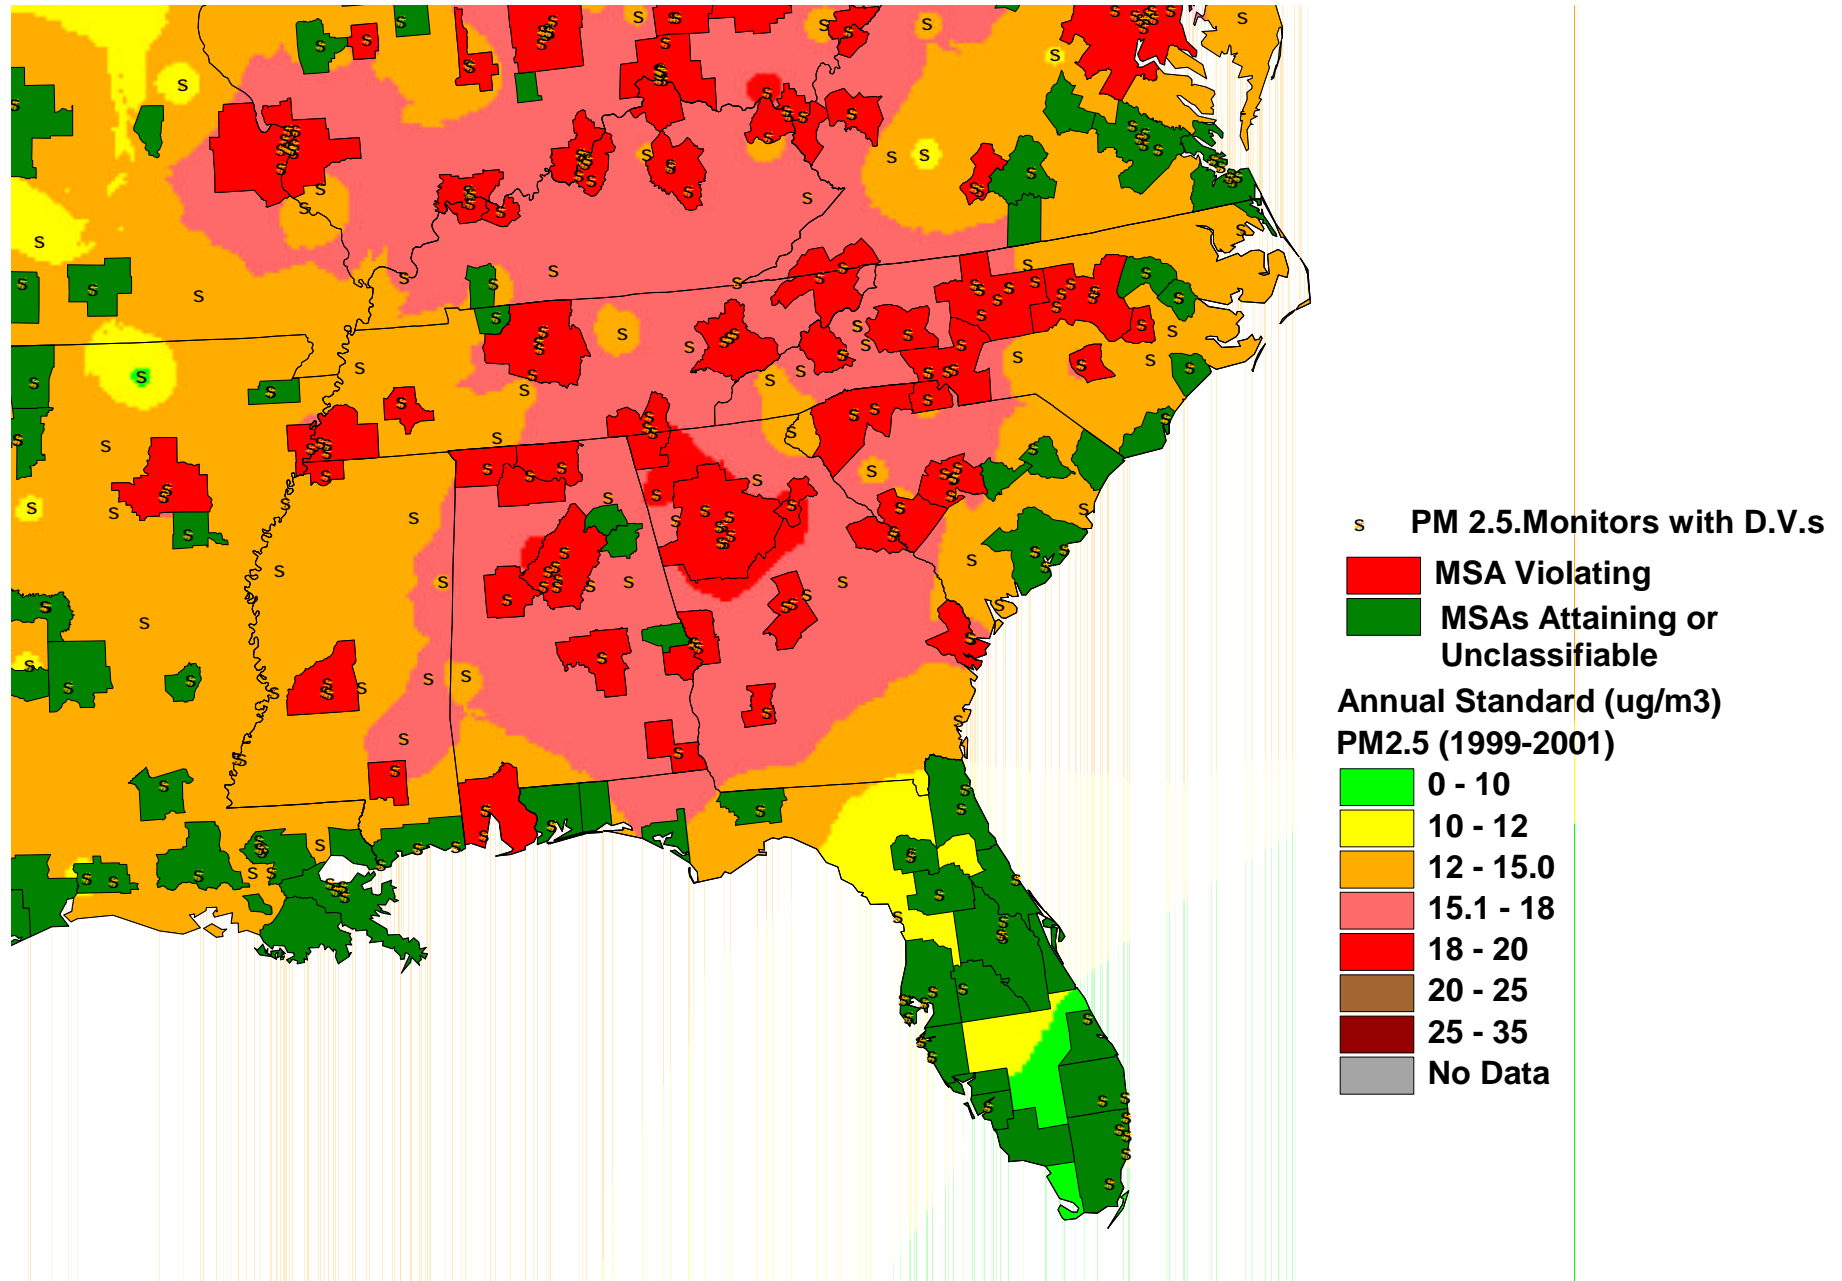 s PM 2.5.Monitors with D.V.s
MSA Violating
MSAs Attaining or
Unclassifiable
Annual Standard (ug/m3)
PM2.5 (1999-2001)
0 - 10
10 - 12
12 - 15.0
15.1 - 18
18 - 20
20 - 25
25 - 35
No Data